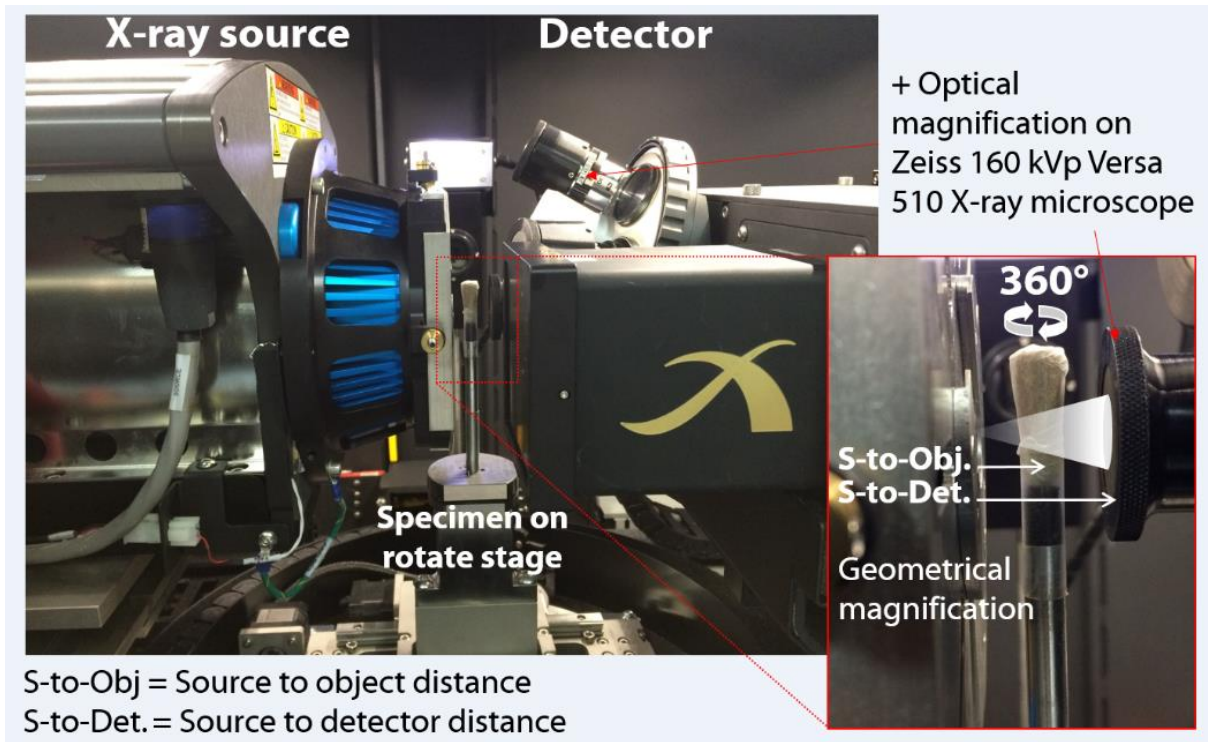 X-ray source
Detector
+ Optical
magnification on
Zeiss 160 kVp Versa
510 X-ray microscope
360°
S-to-Obj.
S-to-Det.
Specimen on
rotate stage
Geometrical
magnification
S-to-Obj = Source to object distance
S-to-Det. = Source to detector distance